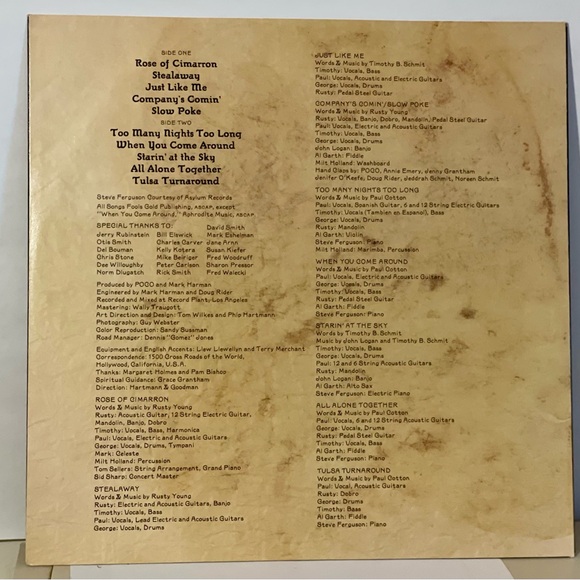 SIDE ONE
Rose of Cimarron
Stealaway
Just Like Me
Company's Comin'
Slow Poke
SIDE TWO
Too Many Nights Too Long
When You Come Around
Starin' at the Sky
All Alone Together
Tulsa Turnaround
Steve Ferguson Courtesy of Asylum Records
All Songs Fools Gold Publishing, ASCAP, except
"When You Come Around," Aphrodite Music, ASCAP
SPECIAL THANKS TO: David Smith
Jerry Rubinstein Bill Elswick Mark Eshelman
Otis Smith Charles Carver Jana Arnn
Del Bouman Kelly Kotera Susan Kiefer
Chris Stone Mike Beiriger Fred Woodruff
Dee Willoughby Peter Carlson Sharon Pressor
Norm Dlugatch Rick Smith Fred Walecki
Produced by POCO and Mark Harman
Engineered by Mark Harman and Doug Rider
Recorded and Mixed at Record Plant, Los Angeles
Mastering: Wally Traugott
Art Direction and Design: Tom Wilkes and Phip Hartmann
Photography: Guy Webster
Color Reproduction: Sandy Sussman
Road Manager: Dennis "Gomez" Jones
Equipment and English Accents: Llew Llewellyn and Terry Merchant
Correspondence: 1500 Cross Roads of the World,
Hollywood, California, U.S.A.
Thanks: Margaret Holmes and Pam Bishop
Spiritual Guidance: Grace Grantham
Direction: Hartmann & Goodman
ROSE OF CIMARRON
Words & Music by Rusty Young
Rusty: Acoustic Guitar, 12 String Electric Guitar,
Mandolin, Banjo, Dobro
Timothy: Vocals, Bass, Harmonica
Paul: Vocals, Electric and Acoustic Guitars
George: Vocals, Drums, Tympani
Mark: Celeste
Milt Holland: Percussion
Tom Sellers: String Arrangement, Grand Piano
Sid Sharp: Concert Master
STEALAWAY
Words & Music by Rusty Young
Rusty: Electric and Acoustic Guitars, Banjo
Timothy: Vocals, Bass
Paul: Vocals, Lead Electric and Acoustic Guitars
George: Vocals, Drums
JUST LIKE ME
Words & Music by Timothy B. Schmit
Timothy: Vocals, Bass
Paul: Vocals, Acoustic and Electric Guitars
George: Vocals, Drums
Rusty: Pedal Steel Guitar
COMPANY'S COMIN'/SLOW POKE
Words & Music by Rusty Young
Rusty: Vocals, Banjo, Dobro, Mandolin, Pedal Steel Guitar
Paul: Vocals, Electric and Acoustic Guitars
Timothy: Vocals, Bass
George: Vocals, Drums
John Logan: Banjo
Al Garth: Fiddle
Milt Holland: Washboard
Hand Claps by: POCO, Annie Emery, Jenny Grantham
Jenifer O'Keefe, Doug Rider, Jeddrah Schmit, Noreen Schmit
TOO MANY NIGHTS TOO LONG
Words & Music by Paul Cotton
Paul: Vocals, Spanish Guitar, 6 and 12 String Electric Guitars
Timothy: Vocals (Tambien en Espanol), Bass
George: Vocals, Drums
Rusty: Mandolin
Al Garth: Violin
Steve Ferguson: Piano
Milt Holland: Marimba, Percussion
WHEN YOU COME AROUND
Words & Music by Paul Cotton
Paul: Vocals, Electric and Acoustic Guitars
George: Vocals, Drums
Timothy: Vocals, Bass
Rusty: Pedal Steel Guitar
Al Garth: Fiddle
Steve Ferguson: Piano
STARIN' AT THE SKY
Words by Timothy B. Schmit
Music by John Logan and Timothy B. Schmit
Timothy: Vocals, Bass
George: Vocals, Drums
Paul: 12 and 6 String Acoustic Guitars
Rusty: Mandolin
John Logan: Banjo
Al Garth: Alto Sax
Steve Ferguson: Electric Piano
ALL ALONE TOGETHER
Words & Music by Paul Cotton
Paul: Vocals, 6 and 12 String Acoustic Guitars
George: Vocals, Drums
Rusty: Pedal Steel Guitar
Timothy: Vocals, Bass
Al Garth: Fiddle
Steve Ferguson: Piano
TULSA TURNAROUND
Words & Music by Paul Cotton
Paul: Vocal, Acoustic Guitars
Rusty: Dobro
George: Vocals, Drums
Timothy: Bass
Al Garth: Fiddle
Steve Ferguson: Piano